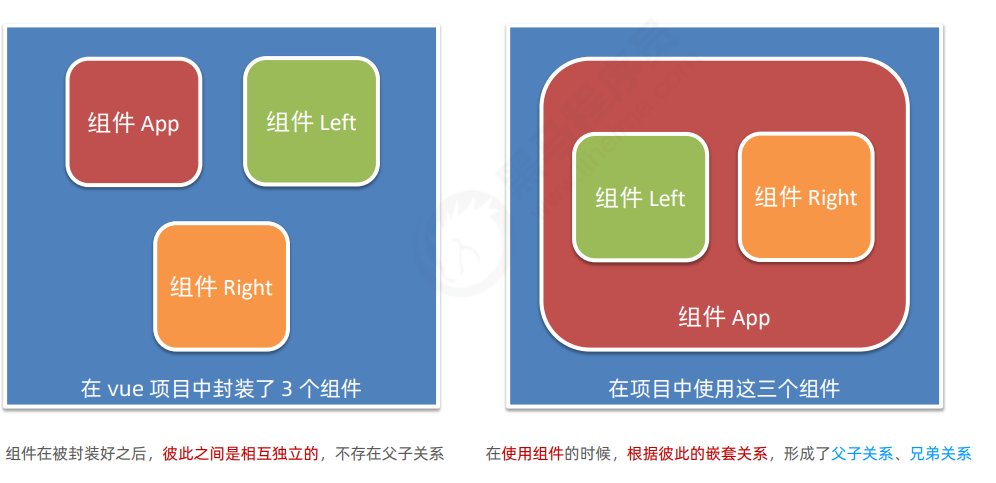 组件 App
组件 Left
组件 Right
在 vue 项目中封装了 3 个组件
组件 Left
组件 Right
组件 App
在项目中使用这三个组件
组件在被封装好之后，彼此之间是相互独立的，不存在父子关系
在使用组件的时候，根据彼此的嵌套关系，形成了父子关系、兄弟关系